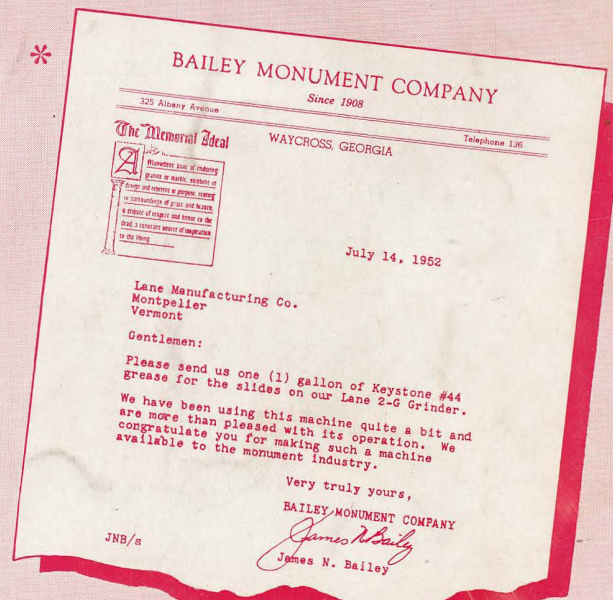 *
BAILEY MONUMENT COMPANY
Since 1908
325 Albany Avenue
Telephone 136
WAYCROSS, GEORGIA
The Memorial Ideal
A Monument built of enduring
granite or marble, suitable in
design and reverent in purpose, resting
in surroundings of grace and beauty,
a tribute of respect and honor to the
dead, a constant source of inspiration
to the living
July 14, 1952
Lane Manufacturing Co.
Montpelier
Vermont
Gentlemen:
Please send us one (1) gallon of Keystone #44
grease for the slides on our Lane 2-G Grinder.
We have been using this machine quite a bit and
are more than pleased with its operation. We
congratulate you for making such a machine
available to the monument industry.
Very truly yours,
BAILEY MONUMENT COMPANY
James N. Bailey
James N. Bailey
JNB/s